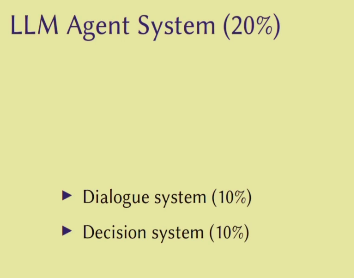 LLM Agent System (20%)
▶ Dialogue system (10%)
▶ Decision system (10%)